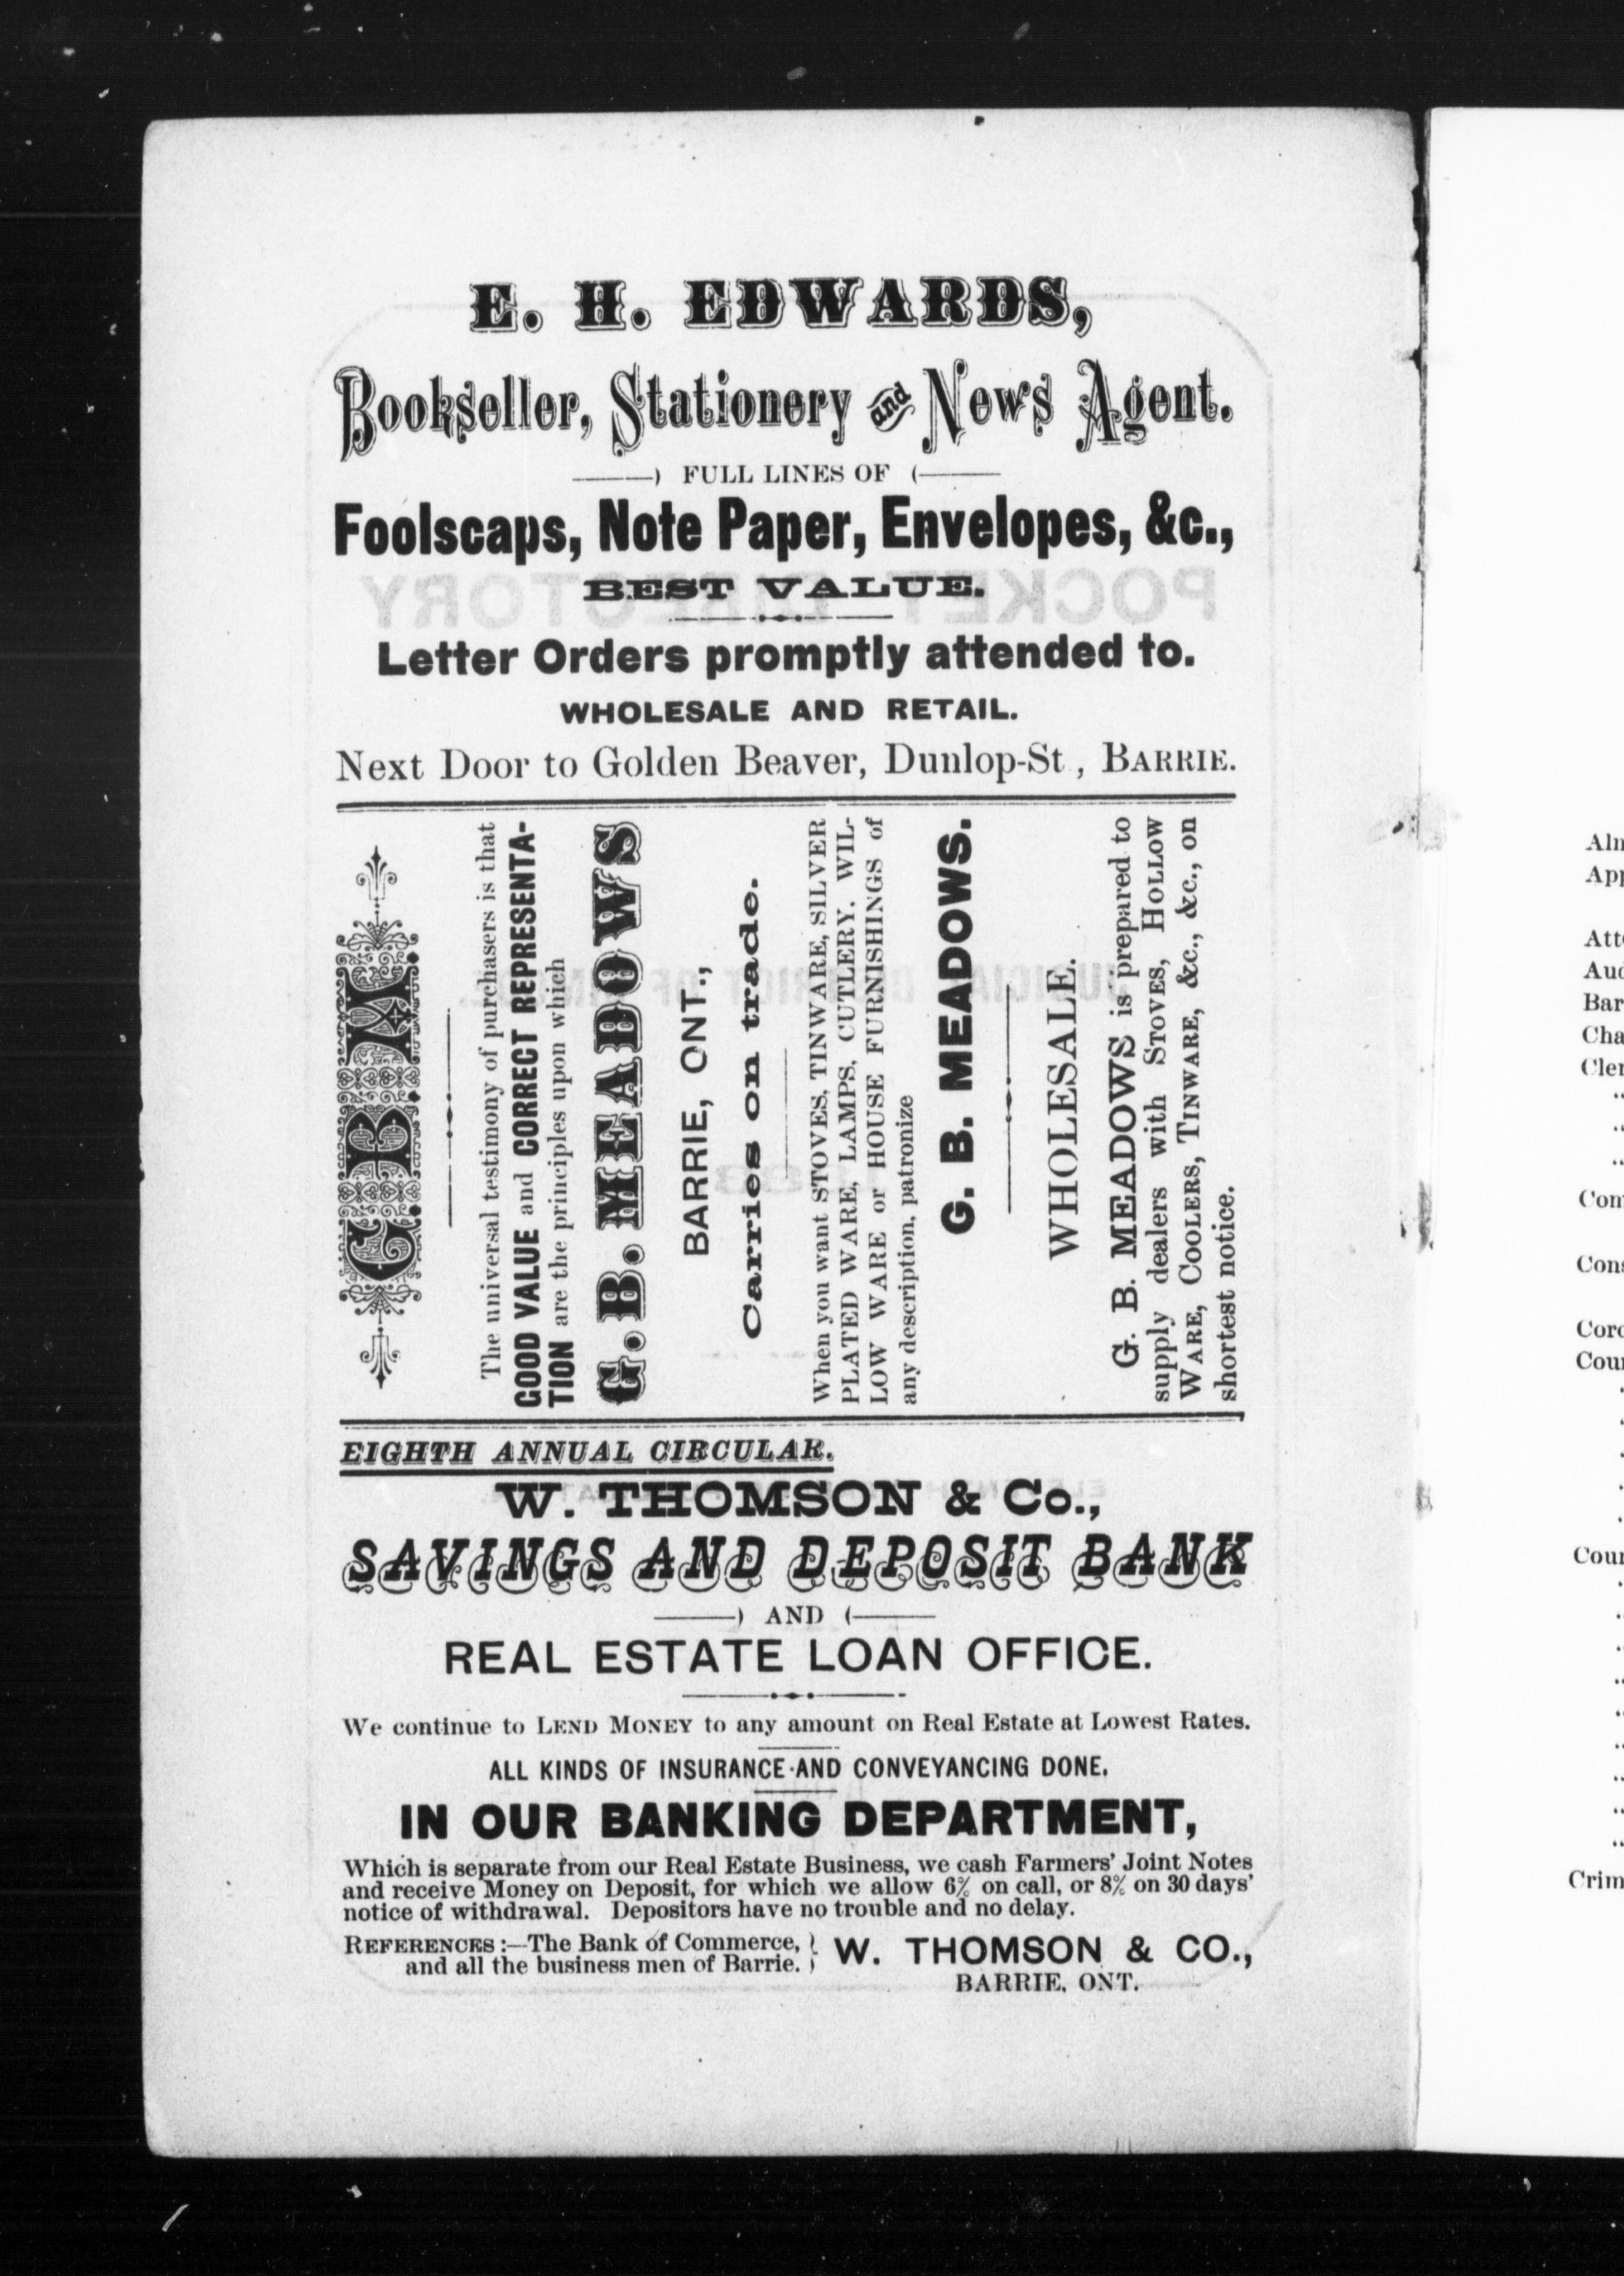 E. H. EDWARDS,
Bookseller, Stationery and News Agent.
) FULL LINES OF (
Foolscaps, Note Paper, Envelopes, &c.,
BEST VALUE.
Letter Orders promptly attended to.
WHOLESALE AND RETAIL.
Next Door to Golden Beaver, Dunlop-St , BARRIE.
G. B. M.
The universal testimony of purchasers is that
GOOD VALUE and CORRECT REPRESENTA-
TION are the principles upon which
G. B. MEADOWS
BARRIE, ONT.,
Carries on trade.
When you want STOVES, TINWARE, SILVER
PLATED WARE, LAMPS, CUTLERY, WIL-
LOW WARE or HOUSE FURNISHINGS of
any description, patronize
G. B. MEADOWS.
WHOLESALE.
G. B. MEADOWS is prepared to
supply dealers with STOVES, HOLLOW
WARE, COOLERS, TINWARE, &c., &c., on
shortest notice.
EIGHTH ANNUAL CIRCULAR.
W. THOMSON & Co.,
SAVINGS AND DEPOSIT BANK
) AND (
REAL ESTATE LOAN OFFICE.
We continue to LEND MONEY to any amount on Real Estate at Lowest Rates.
ALL KINDS OF INSURANCE AND CONVEYANCING DONE.
IN OUR BANKING DEPARTMENT,
Which is separate from our Real Estate Business, we cash Farmers' Joint Notes
and receive Money on Deposit, for which we allow 6% on call, or 8% on 30 days'
notice of withdrawal. Depositors have no trouble and no delay.
REFERENCES :—The Bank of Commerce,
and all the business men of Barrie.
W. THOMSON & CO.,
BARRIE, ONT.